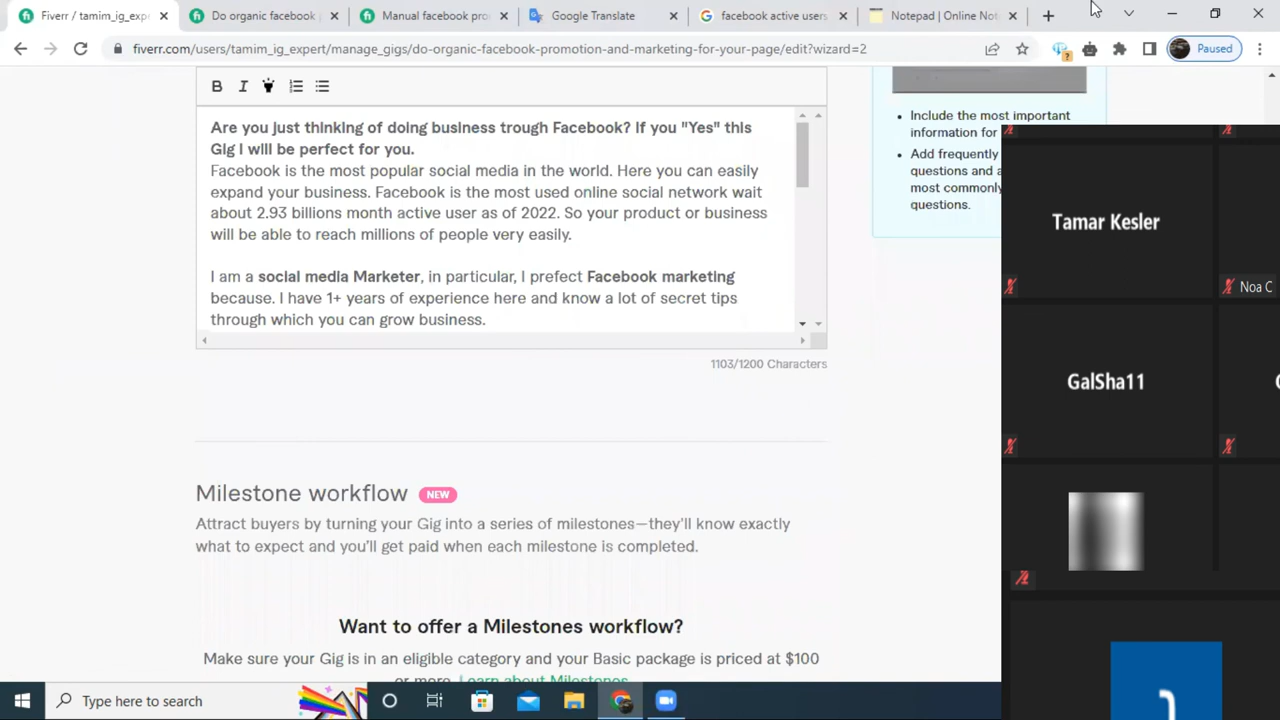 Fiverr / tamim_ig_exp
Do organic facebook
Manual facebook pro
Google Translate
facebook active users
Notepad | Online Not
fiverr.com/users/tamim_ig_expert/manage_gigs/do-organic-facebook-promotion-and-marketing-for-your-page/edit?wizard=2
Paused
B I
Are you just thinking of doing business trough Facebook? If you "Yes" this
Gig I will be perfect for you.
Facebook is the most popular social media in the world. Here you can easily
expand your business. Facebook is the most used online social network wait
about 2.93 billions month active user as of 2022. So your product or business
will be able to reach millions of people very easily.
I am a social media Marketer, in particular, I prefect Facebook marketing
because. I have 1+ years of experience here and know a lot of secret tips
through which you can grow business.
1103/1200 Characters
Include the most important
information for
Add frequently
questions and a
most commonly
questions.
Milestone workflow NEW
Attract buyers by turning your Gig into a series of milestones—they'll know exactly
what to expect and you'll get paid when each milestone is completed.
Want to offer a Milestones workflow?
Make sure your Gig is in an eligible category and your Basic package is priced at $100
or more. Learn about Milestones
Tamar Kesler
Noa C
GalSha11
Type here to search